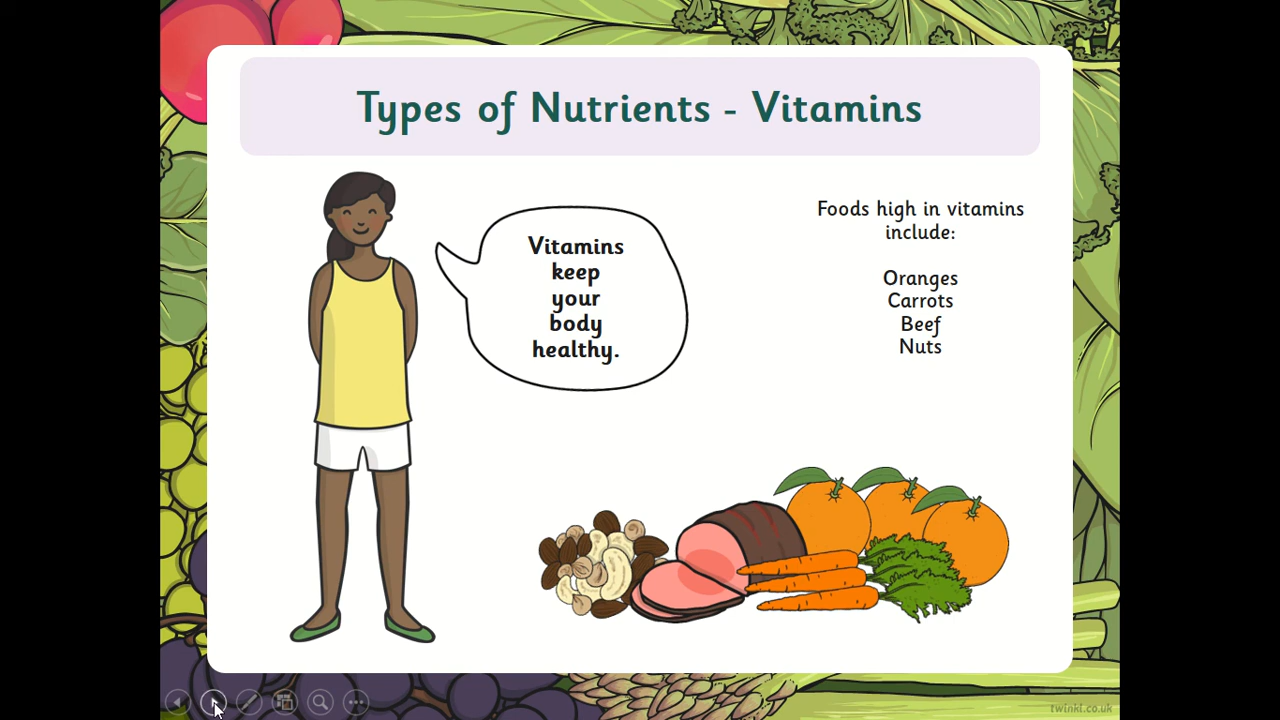 Types of Nutrients - Vitamins
Vitamins
keep
your
body
healthy.
Foods high in vitamins
include:
Oranges
Carrots
Beef
Nuts
twinkl.co.uk